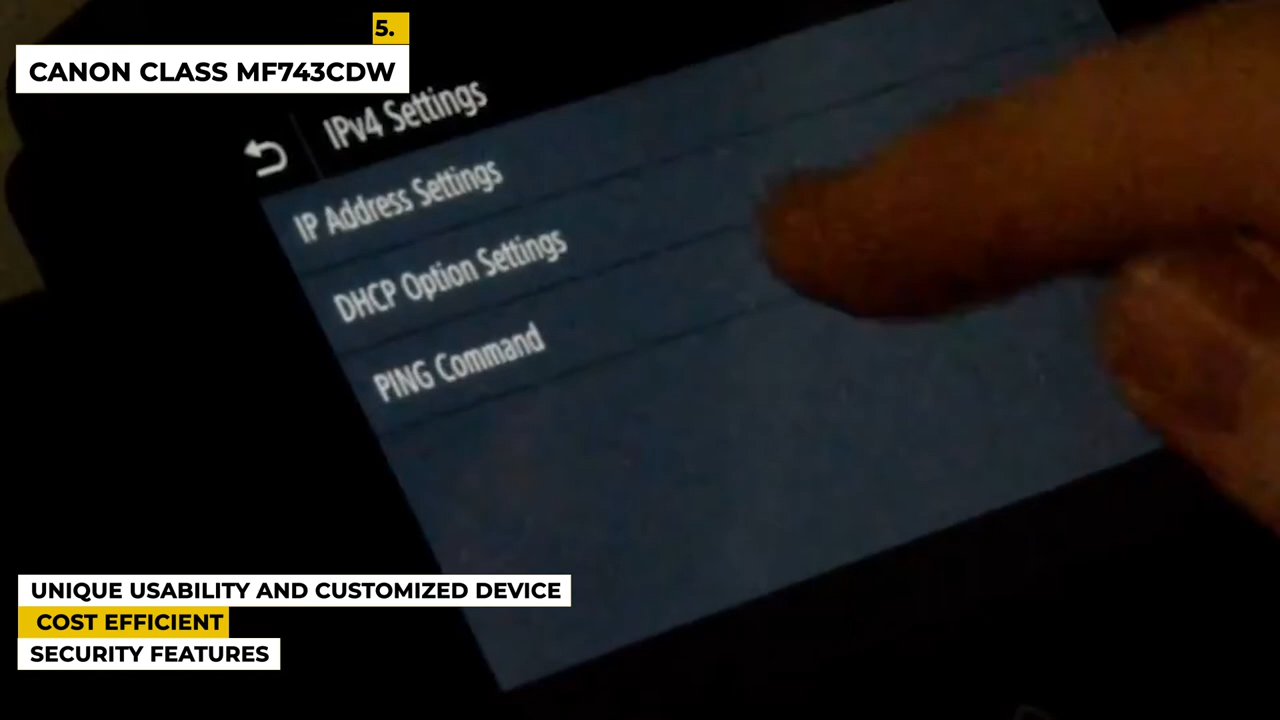 5.
CANON CLASS MF743CDW
IPv4 Settings
IP Address Settings
DHCP Option Settings
PING Command
UNIQUE USABILITY AND CUSTOMIZED DEVICE
COST EFFICIENT
SECURITY FEATURES